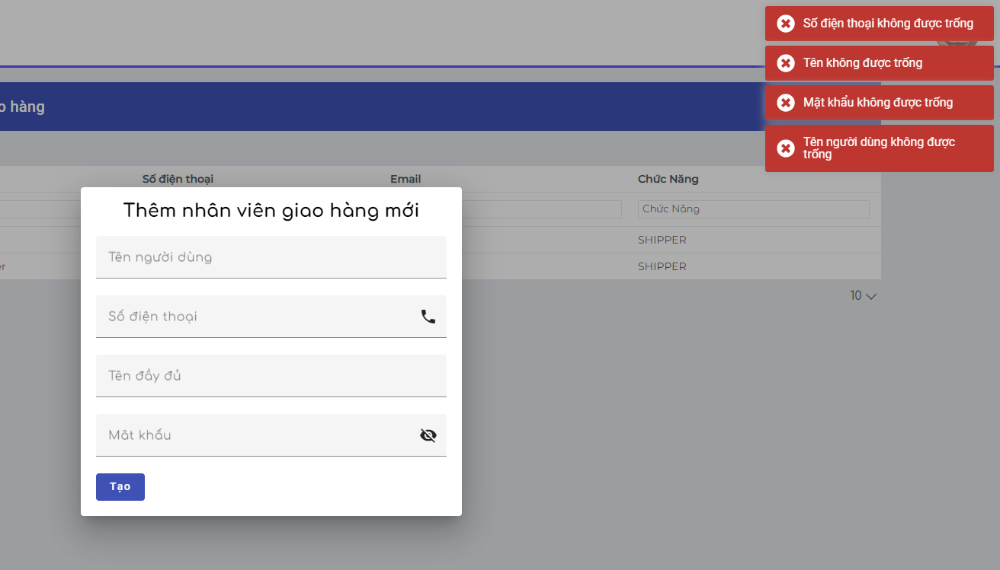 Số điện thoại không được trống
Tên không được trống
Mật khẩu không được trống
Tên người dùng không được
trống
o hàng
Số điện thoại Email Chức Năng
Chức Năng
SHIPPER
er SHIPPER
10
Thêm nhân viên giao hàng mới
Tên người dùng
Số điện thoại
Tên đầy đủ
Mât khẩu
Tạo